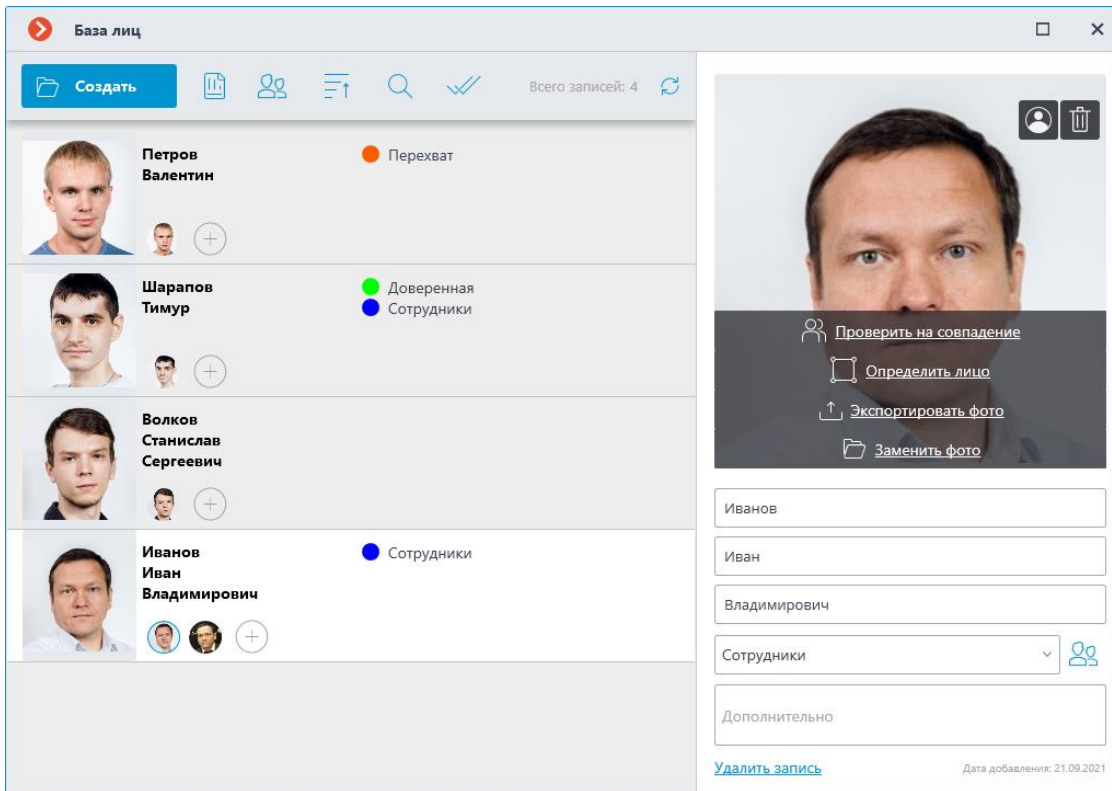 База лиц
Создать
Всего записей: 4
Петров
Валентин
Перехват
Шарапов
Тимур
Доверенная
Сотрудники
Волков
Станислав
Сергеевич
Иванов
Иван
Владимирович
Сотрудники
Проверить на совпадение
Определить лицо
Экспортировать фото
Заменить фото
Иванов
Иван
Владимирович
Сотрудники
Дополнительно
Удалить запись
Дата добавления: 21.09.2021